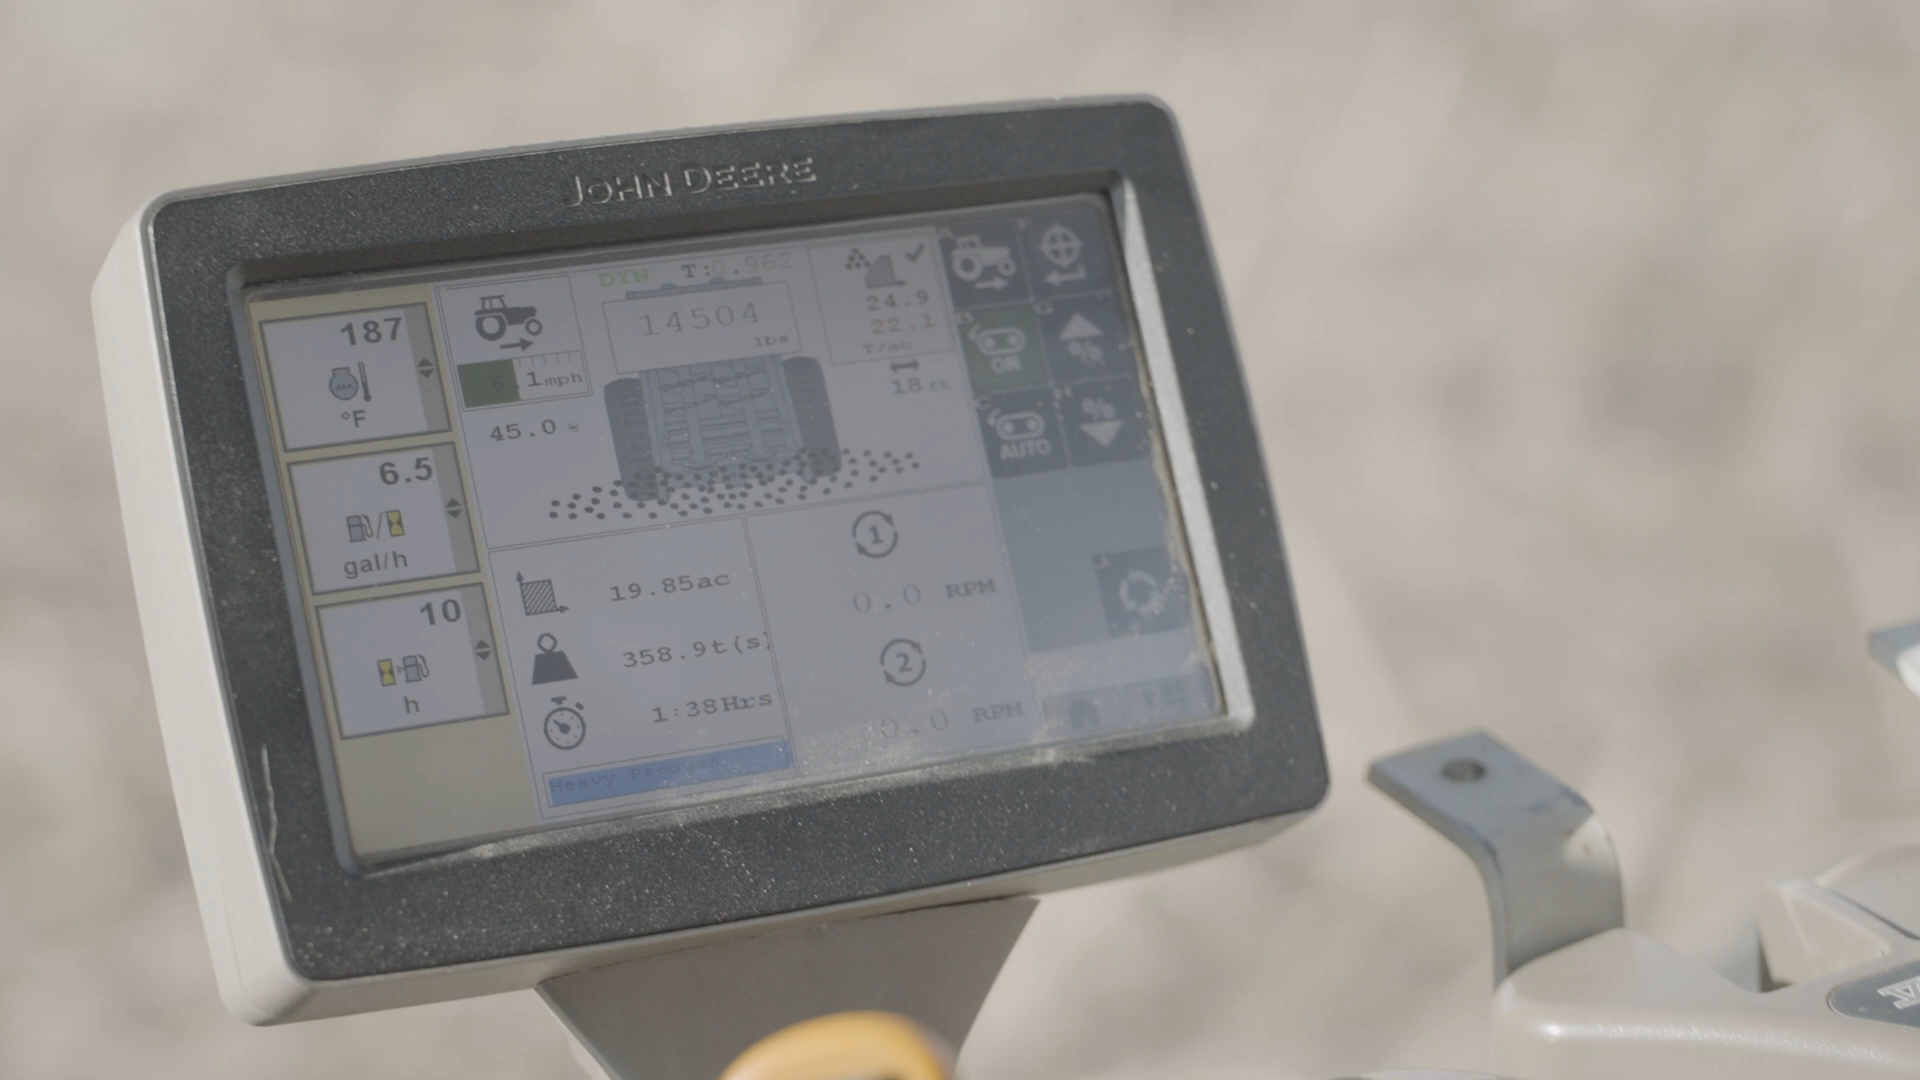 JOHN DEERE
187
°F
6.5
gal/h
10
h
6.1mph
45.0
DYN T:0.962
14504
lbs
24.9
22.1
T/ac
18 ft
ON
%
AUTO
%
19.85ac
358.9t(s)
1:38Hrs
Heavy Product
1
0.0 RPM
2
0.0 RPM